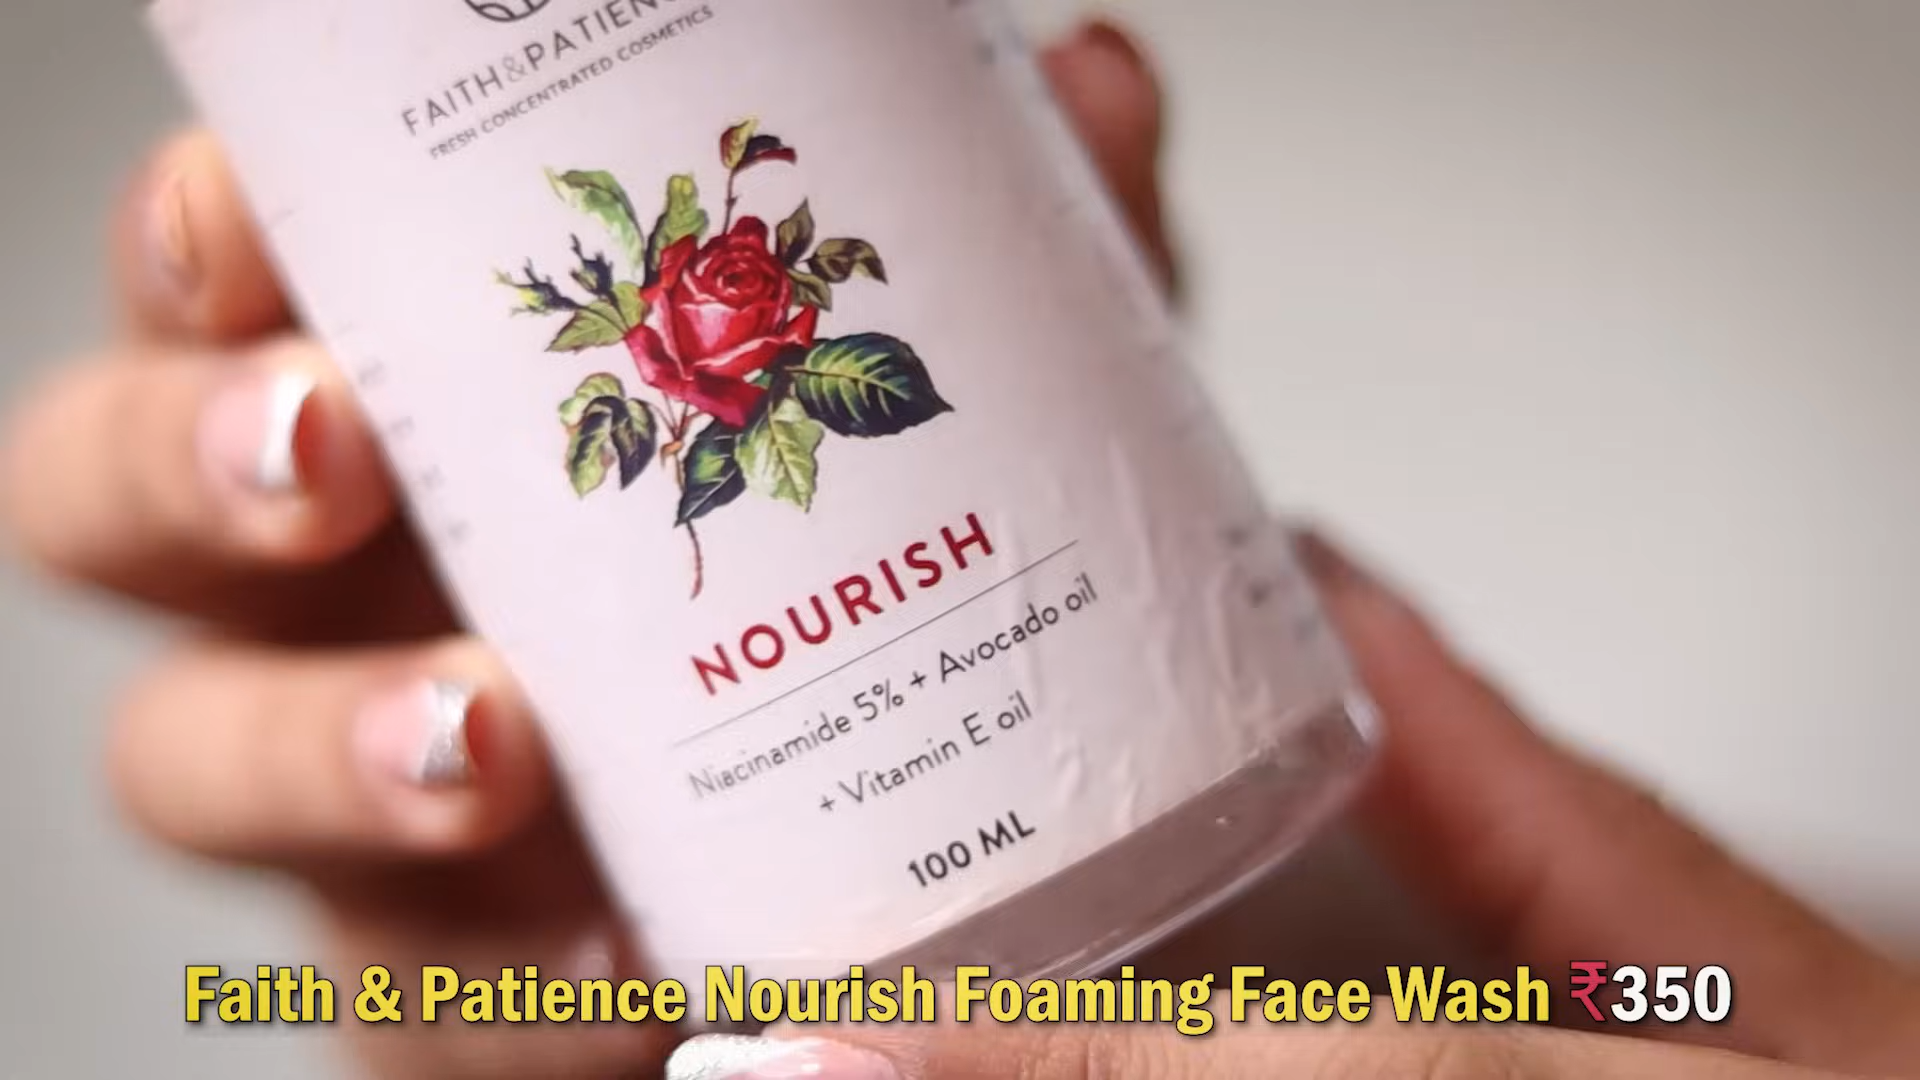 FAITH&PATIENC
FRESH CONCENTRATED COSMETICS
NOURISH
Niacinamide 5% + Avocado oil
+ Vitamin E oil
100 ML
Faith & Patience Nourish Foaming Face Wash ₹350